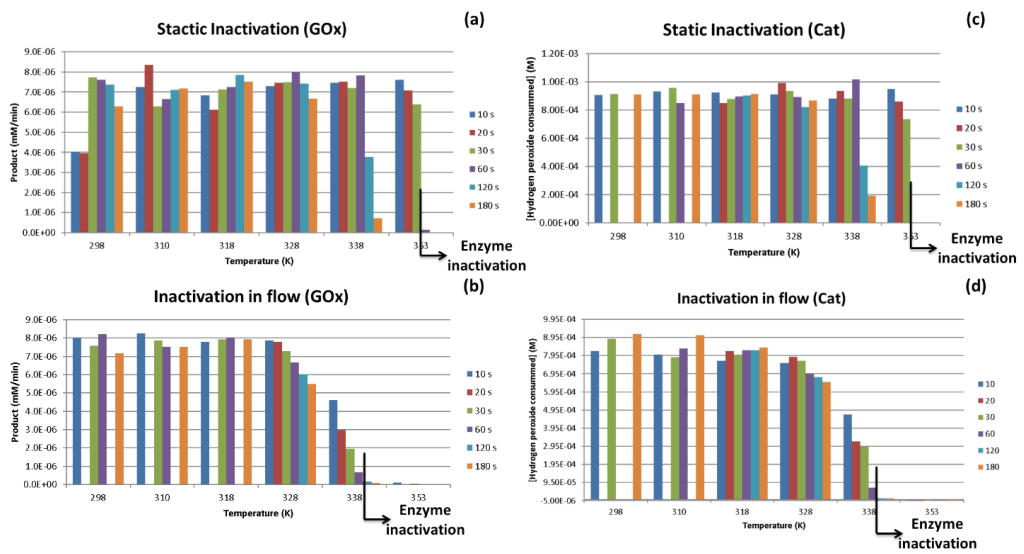 Stactic Inactivation (GOx)
(a)
Product (mM/min)
9.0E-06
8.0E-06
7.0E-06
6.0E-06
5.0E-06
4.0E-06
3.0E-06
2.0E-06
1.0E-06
0.0E+00
298
310
318
328
338
353
Temperature (K)
10 s
20 s
30 s
60 s
120 s
180 s
Enzyme
inactivation
Static Inactivation (Cat)
(c)
[Hydrogen peroxide consumsed] (M)
1.20E-03
1.00E-03
8.00E-04
6.00E-04
4.00E-04
2.00E-04
0.00E+00
298
310
318
328
338
353
Temperature (K)
10 s
20 s
30 s
60 s
120 s
180 s
Enzyme
inactivation
Inactivation in flow (GOx)
(b)
Product (mM/min)
9.0E-06
8.0E-06
7.0E-06
6.0E-06
5.0E-06
4.0E-06
3.0E-06
2.0E-06
1.0E-06
0.0E+00
298
310
318
328
338
353
Temperature (K)
10 s
20 s
30 s
60 s
120 s
180 s
Enzyme
inactivation
Inactivation in flow (Cat)
(d)
[Hydrogen peroxide consummed] (M)
9.95E-04
8.95E-04
7.95E-04
6.95E-04
5.95E-04
4.95E-04
3.95E-04
2.95E-04
1.95E-04
9.50E-05
-5.00E-06
298
310
318
328
338
353
Temperature (K)
10
20
30
60
120
180
Enzyme
inactivation